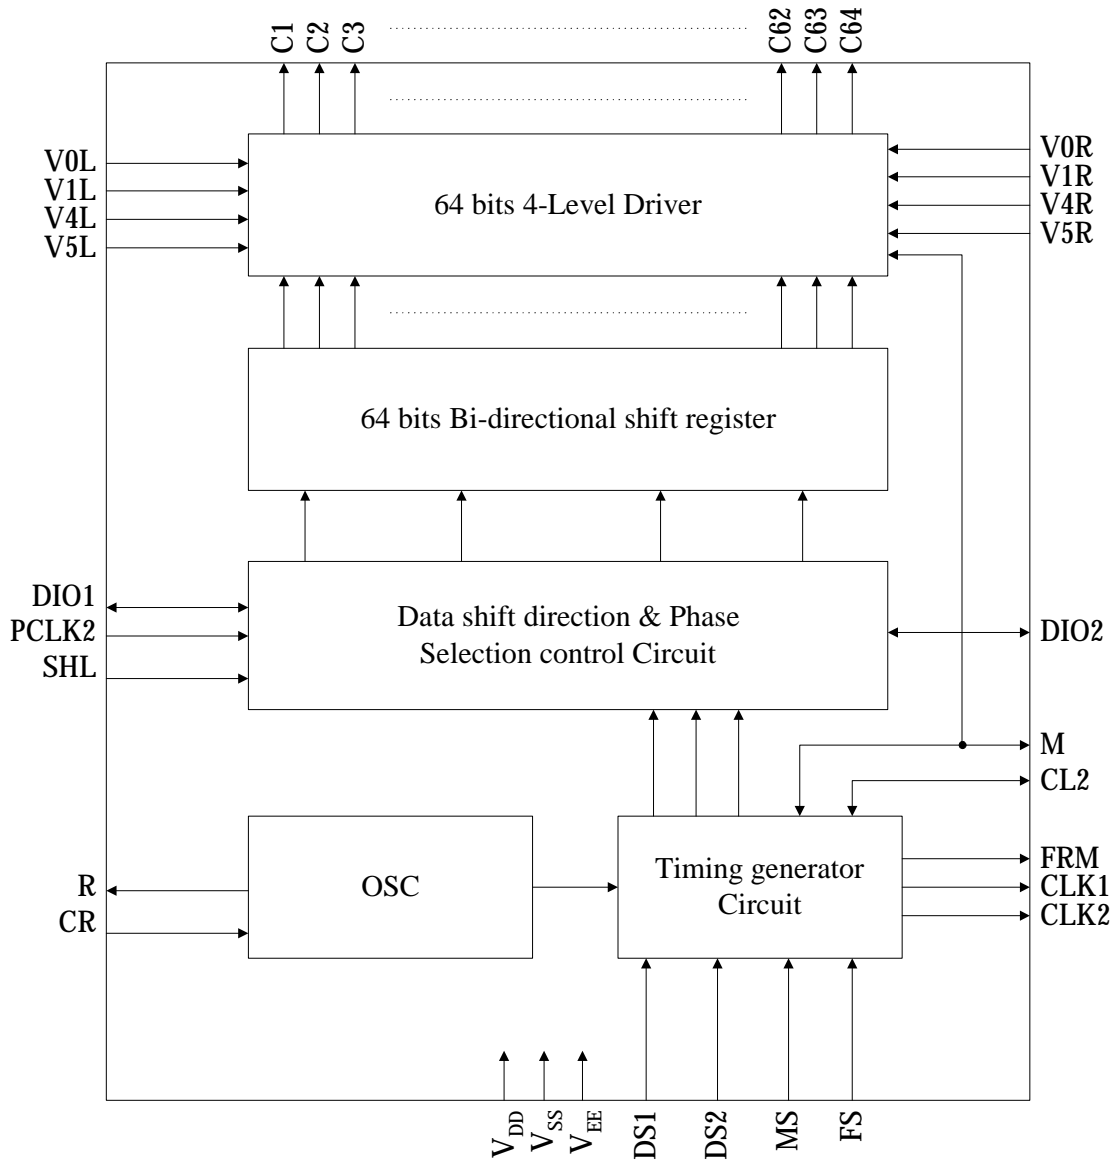 C1
C2
C3
C62
C63
C64
V0L
V1L
V4L
V5L
64 bits 4-Level Driver
V0R
V1R
V4R
V5R
64 bits Bi-directional shift register
DIO1
PCLK2
SHL
Data shift direction & Phase
Selection control Circuit
DIO2
M
CL2
R
CR
OSC
Timing generator
Circuit
FRM
CLK1
CLK2
VDD
VSS
VEE
DS1
DS2
MS
FS